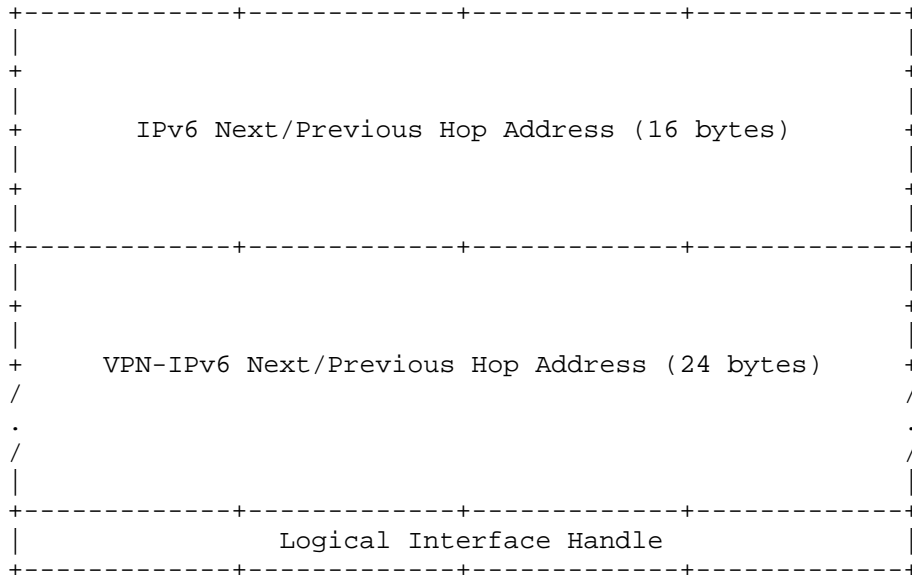 IPv6 Next/Previous Hop Address (16 bytes)
VPN-IPv6 Next/Previous Hop Address (24 bytes)
Logical Interface Handle